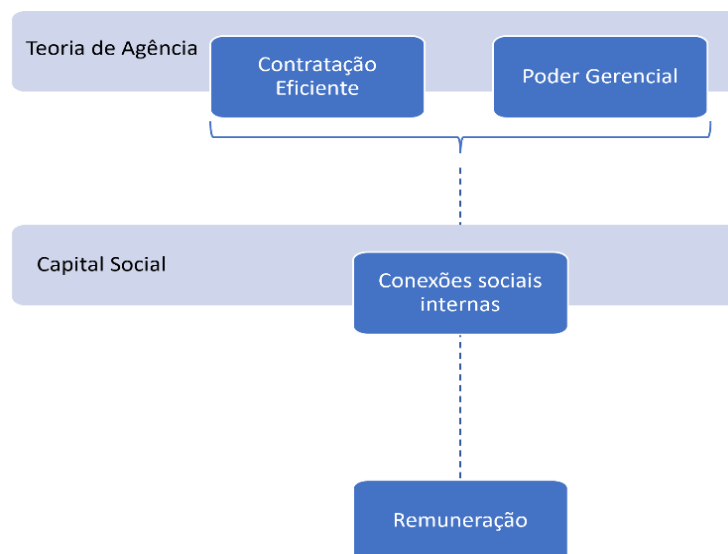 Teoria de Agência
Contratação
Eficiente
Poder Gerencial
Capital Social
Conexões sociais
internas
Remuneração